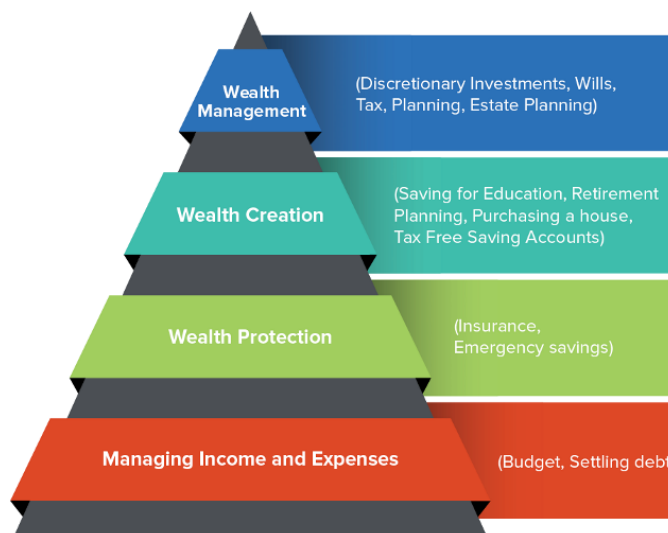 Wealth
Management
(Discretionary Investments, Wills,
Tax, Planning, Estate Planning)
Wealth Creation
(Saving for Education, Retirement
Planning, Purchasing a house,
Tax Free Saving Accounts)
Wealth Protection
(Insurance,
Emergency savings)
Managing Income and Expenses
(Budget, Settling debt